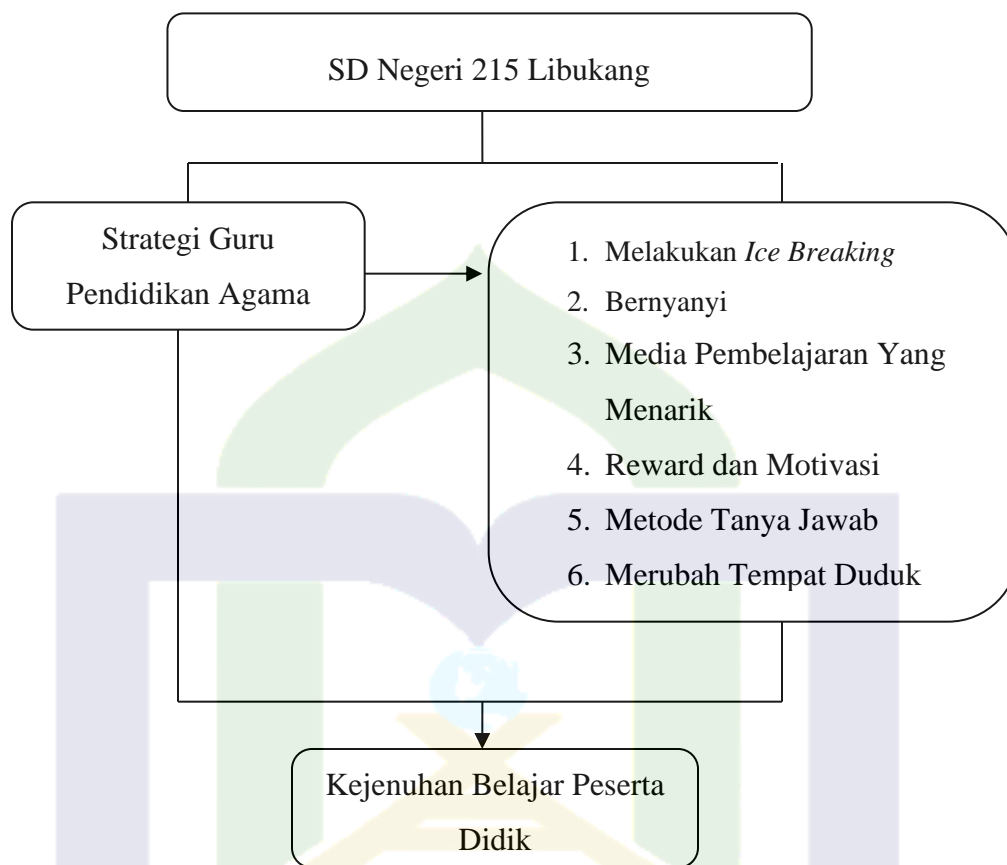 SD Negeri 215 Libukang
Strategi Guru
Pendidikan Agama
1. Melakukan Ice Breaking
2. Bernyanyi
3. Media Pembelajaran Yang
Menarik
4. Reward dan Motivasi
5. Metode Tanya Jawab
6. Merubah Tempat Duduk
Kejenuhan Belajar Peserta
Didik